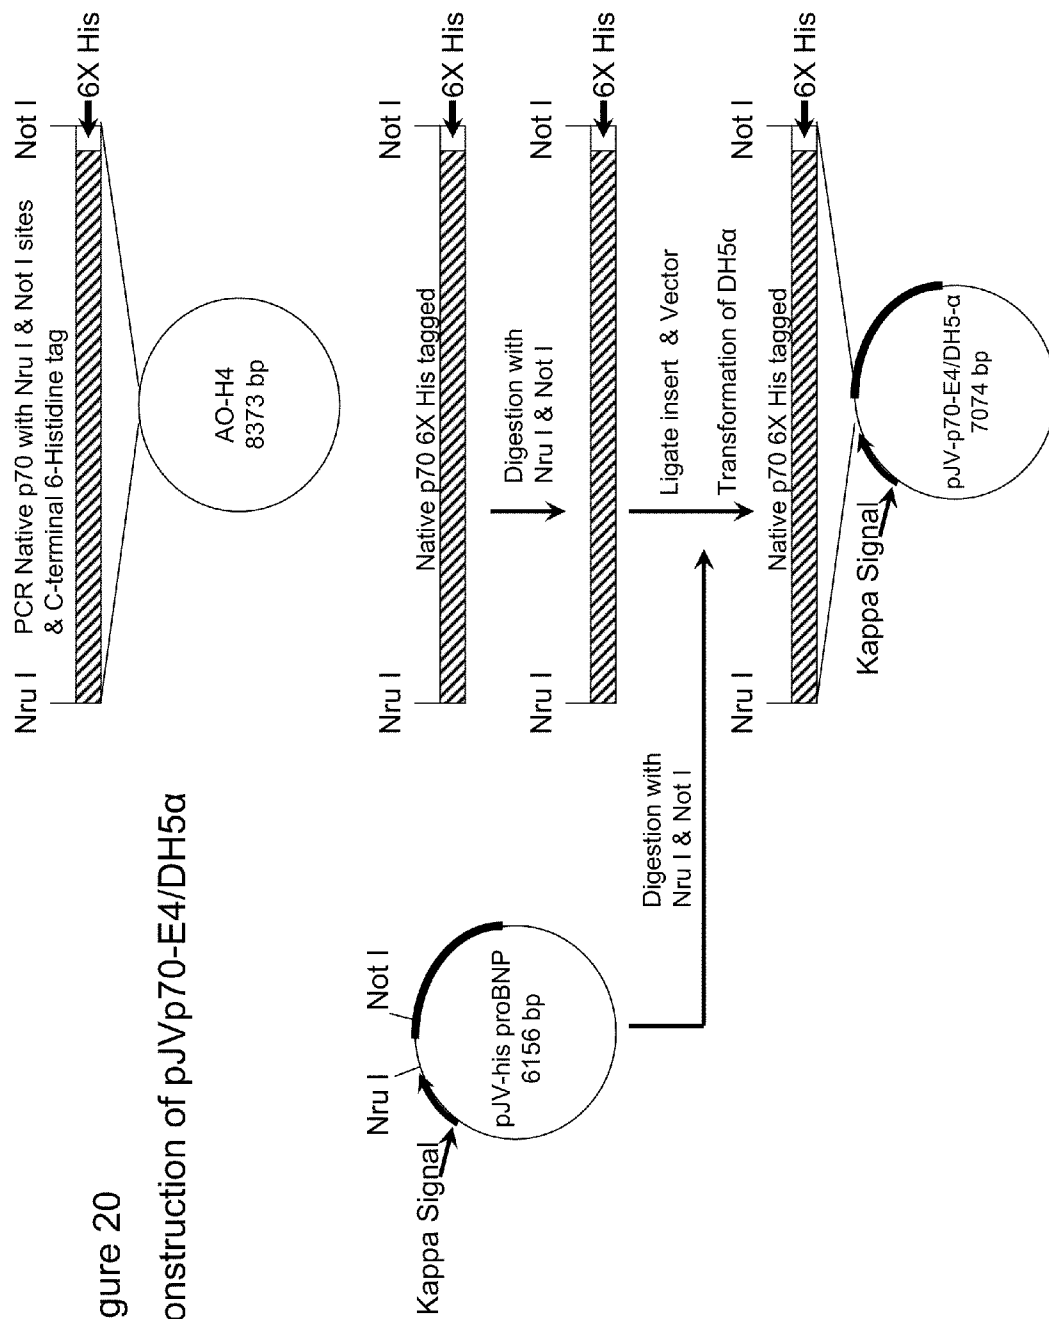 gure 20
onstruction of pJVp70-E4/DH5α
Nru I
PCR Native p70 with Nru I & Not I sites
& C-terminal 6-Histidine tag
Not I
6X His
AO-H4
8373 bp
Nru I
Not I
Native p70 6X His tagged
6X His
Digestion with
Nru I & Not I
Nru I
Not I
6X His
Kappa Signal
Nru I
Not I
pJV-his proBNP
6156 bp
Digestion with
Nru I & Not I
Ligate insert & Vector
Transformation of DH5α
Nru I
Not I
Native p70 6X His tagged
6X His
Kappa Signal
pJV-p70-E4/DH5-α
7074 bp